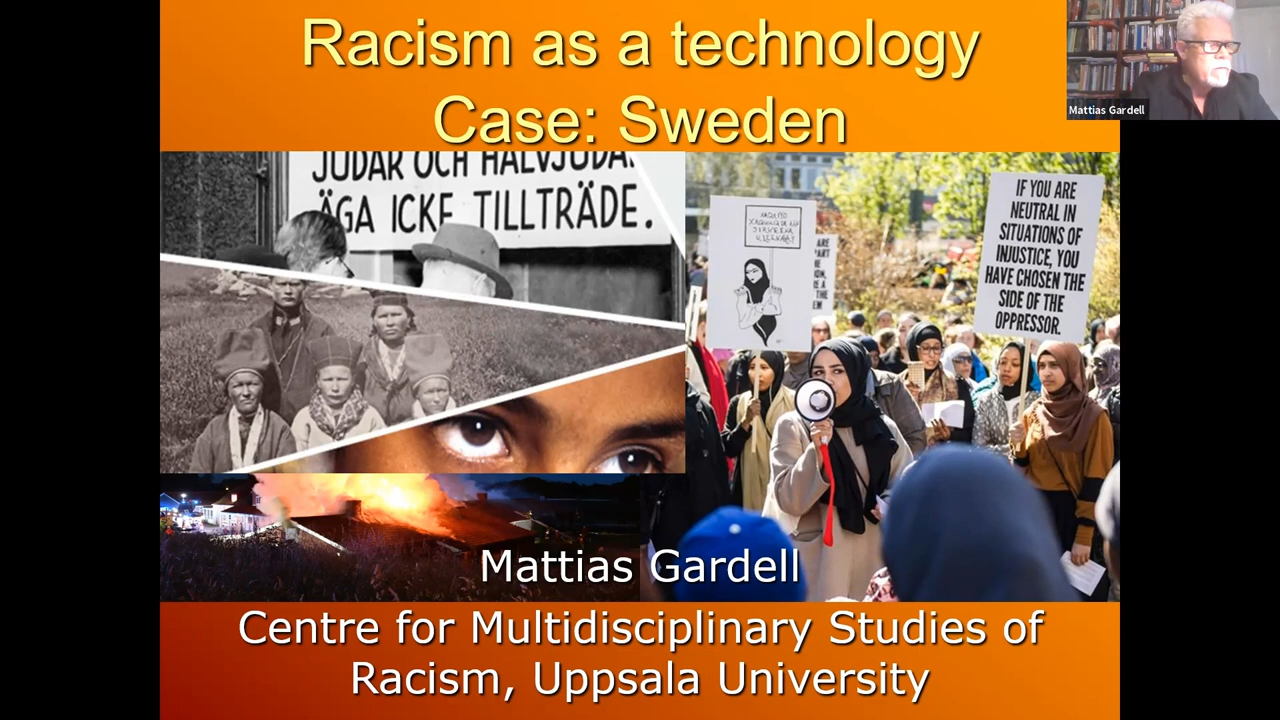 Racism as a technology
Case: Sweden
Mattias Gardell
JUDAR OCH HALVJUDAR
ÄGA ICKE TILLTRÄDE.
IF YOU ARE
NEUTRAL IN
SITUATIONS OF
INJUSTICE, YOU
HAVE CHOSEN THE
SIDE OF THE
OPPRESSOR.
ARE
Mattias Gardell
Centre for Multidisciplinary Studies of
Racism, Uppsala University